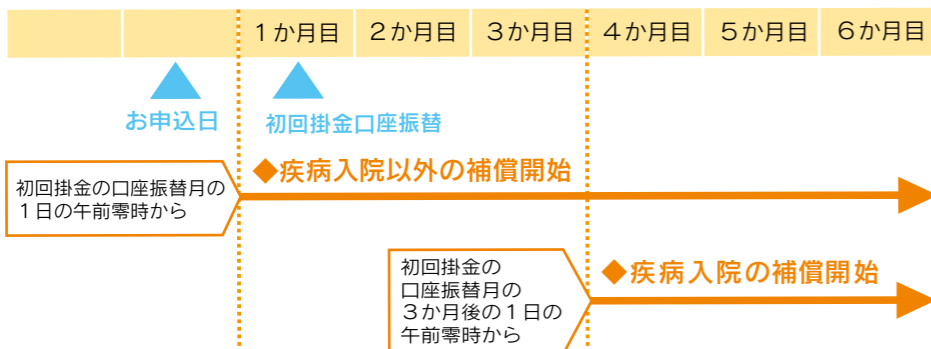 １か月目 ２か月目 ３か月目 ４か月目 ５か月目 ６か月目
お申込日
初回掛金口座振替
◆疾病入院以外の補償開始
初回掛金の口座振替月の
１日の午前零時から
◆疾病入院の補償開始
初回掛金の
口座振替月の
３か月後の１日の
午前零時から